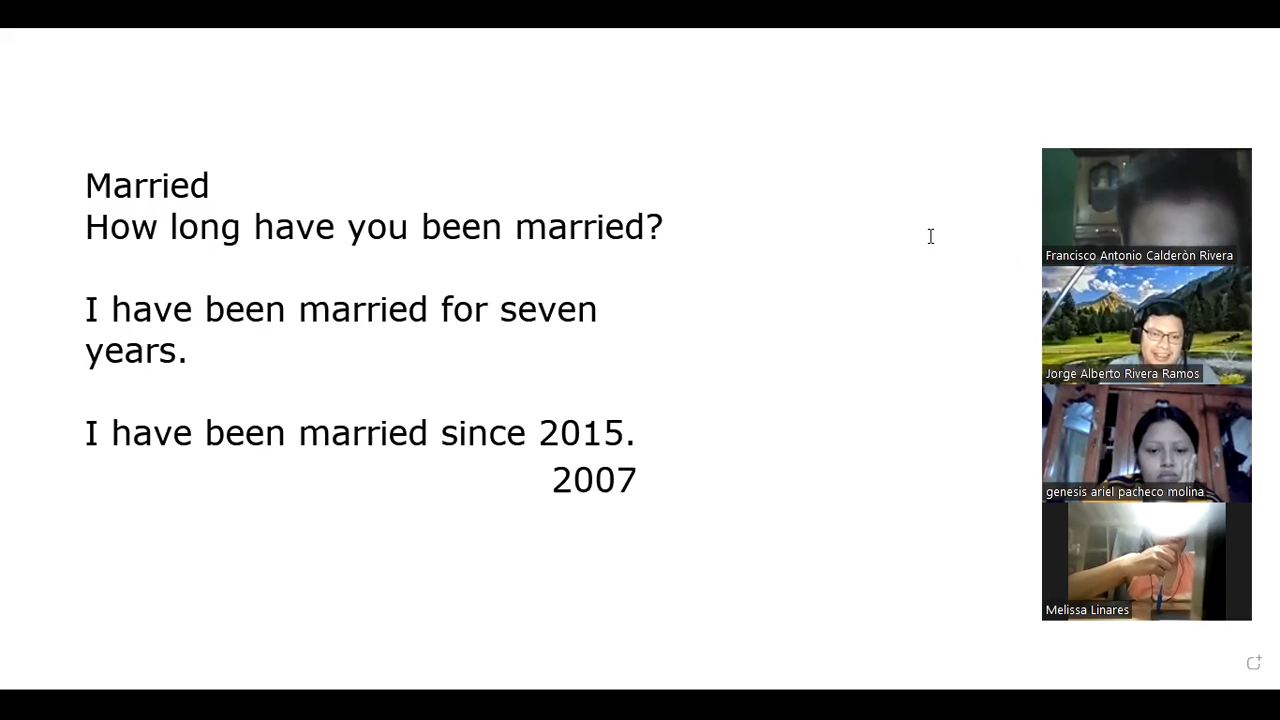 Married
How long have you been married?
I have been married for seven
years.
I have been married since 2015.
2007
Francisco Antonio Calderòn Rivera
Jorge Alberto Rivera Ramos
genesis ariel pacheco molina
Melissa Linares